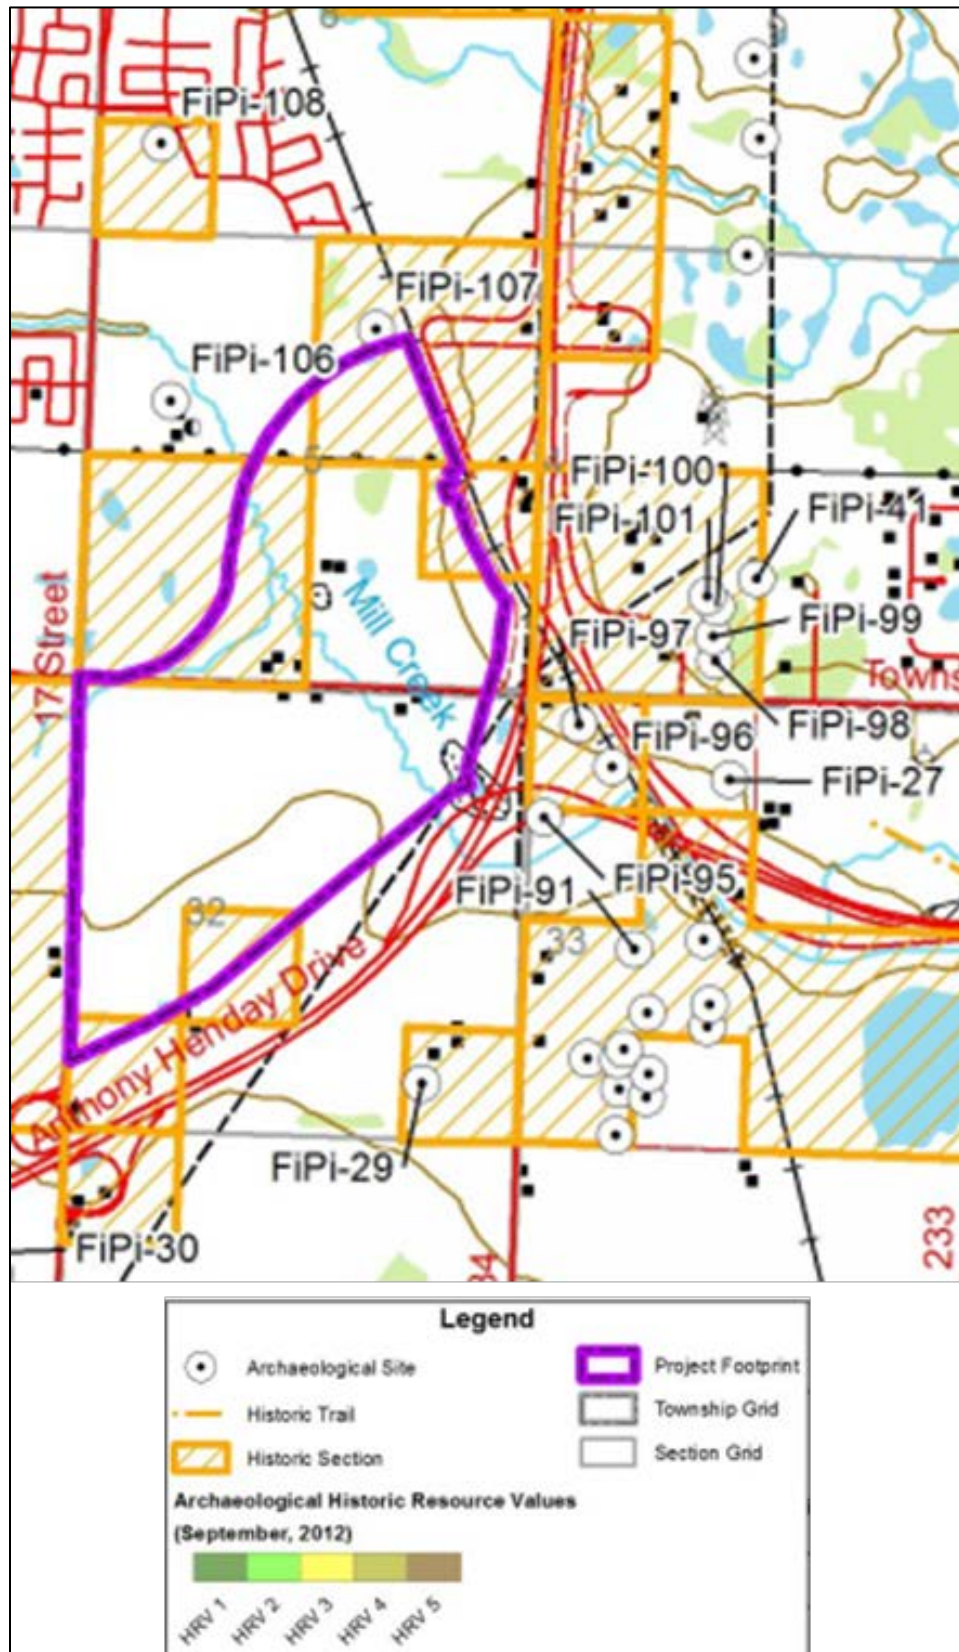 6
FiPi-108
FiPi-107
FiPi-106
5
FiPi-100
FiPi-101
FiPi-41
17 Street
Mill Creek
FiPi-97
FiPi-99
Towns
FiPi-96
FiPi-98
FiPi-27
FiPi-91
FiPi-95
32
33
Anthony Henday Drive
FiPi-29
FiPi-30
34
233
Legend
Archaeological Site
Project Footprint
Historic Trail
Township Grid
Historic Section
Section Grid
Archaeological Historic Resource Values
(September, 2012)
HRV 1
HRV 2
HRV 3
HRV 4
HRV 5